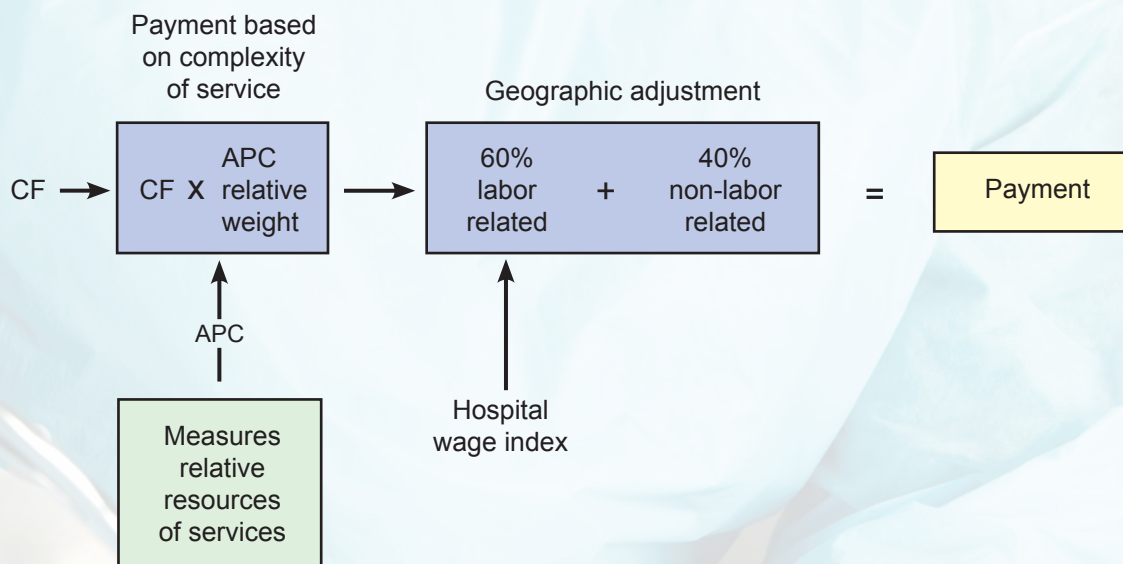 Payment based
on complexity
of service
Geographic adjustment
CF
CF X APC
relative
weight
60%
labor
related
+
40%
non-labor
related
=
Payment
APC
Measures
relative
resources
of services
Hospital
wage index